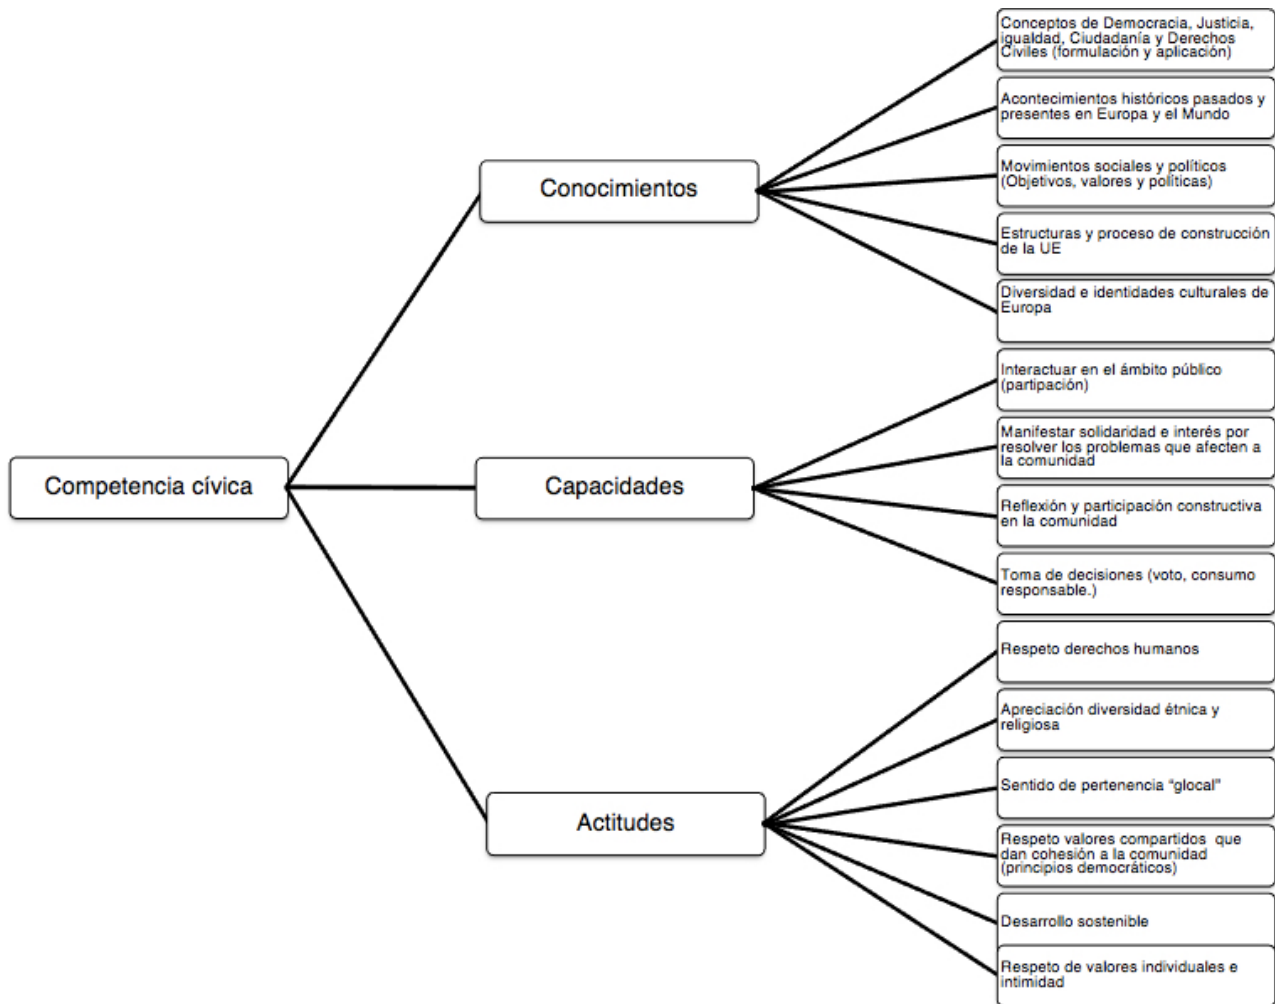 Conceptos de Democracia, Justicia,
igualdad, Ciudadanía y Derechos
Civiles (formulación y aplicación)
Acontecimientos históricos pasados y
presentes en Europa y el Mundo
Conocimientos
Movimientos sociales y políticos
(Objetivos, valores y políticas)
Estructuras y proceso de construcción
de la UE
Diversidad e identidades culturales de
Europa
Interactuar en el ámbito público
(partipación)
Manifestar solidaridad e interés por
resolver los problemas que afecten a
la comunidad
Competencia cívica
Capacidades
Reflexión y participación constructiva
en la comunidad
Toma de decisiones (voto, consumo
responsable.)
Respeto derechos humanos
Apreciación diversidad étnica y
religiosa
Sentido de pertenencia “glocal”
Actitudes
Respeto valores compartidos  que
dan cohesión a la comunidad
(principios democráticos)
Desarrollo sostenible
Respeto de valores individuales e
intimidad